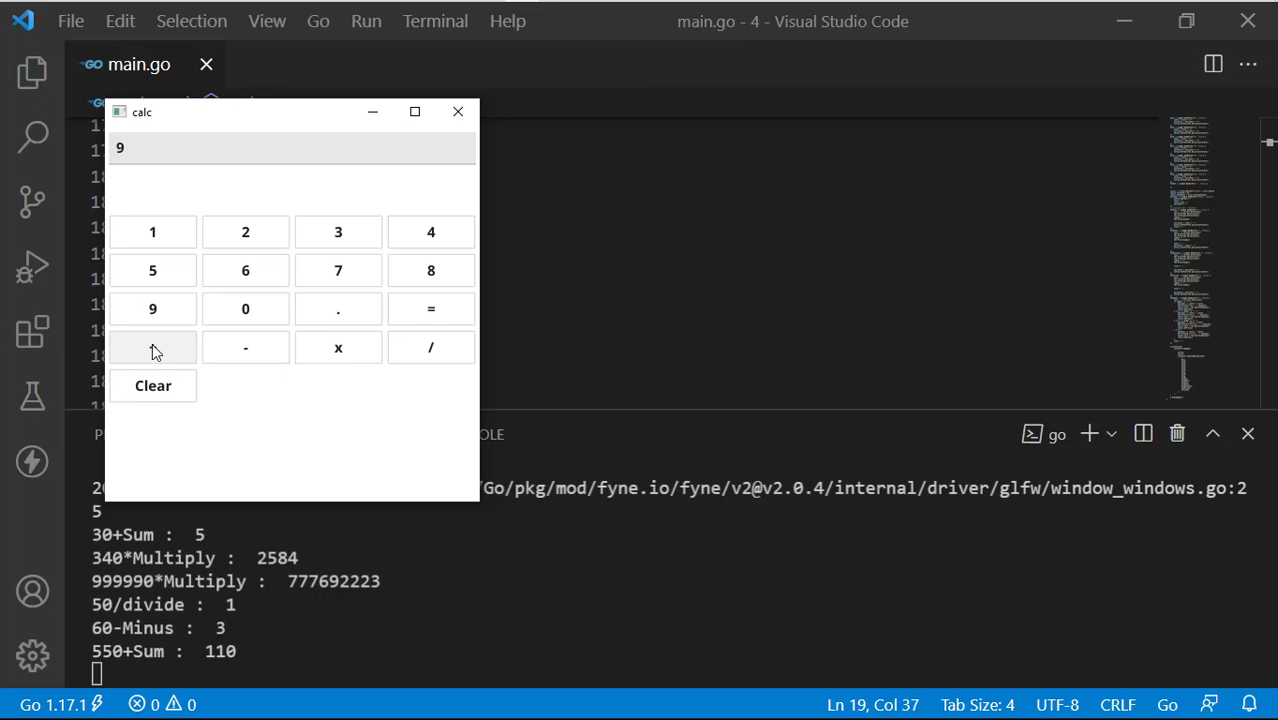 File Edit Selection View Go Run Terminal Help main.go - 4 - Visual Studio Code
main.go
calc
9
1 2 3 4
5 6 7 8
9 0 . =
- x /
Clear
go
/Go/pkg/mod/fyne.io/fyne/v2@v2.0.4/internal/driver/glfw/window_windows.go:2
5
30+Sum : 5
340*Multiply : 2584
999990*Multiply : 777692223
50/divide : 1
60-Minus : 3
550+Sum : 110
Go 1.17.1 0 0 Ln 19, Col 37 Tab Size: 4 UTF-8 CRLF Go